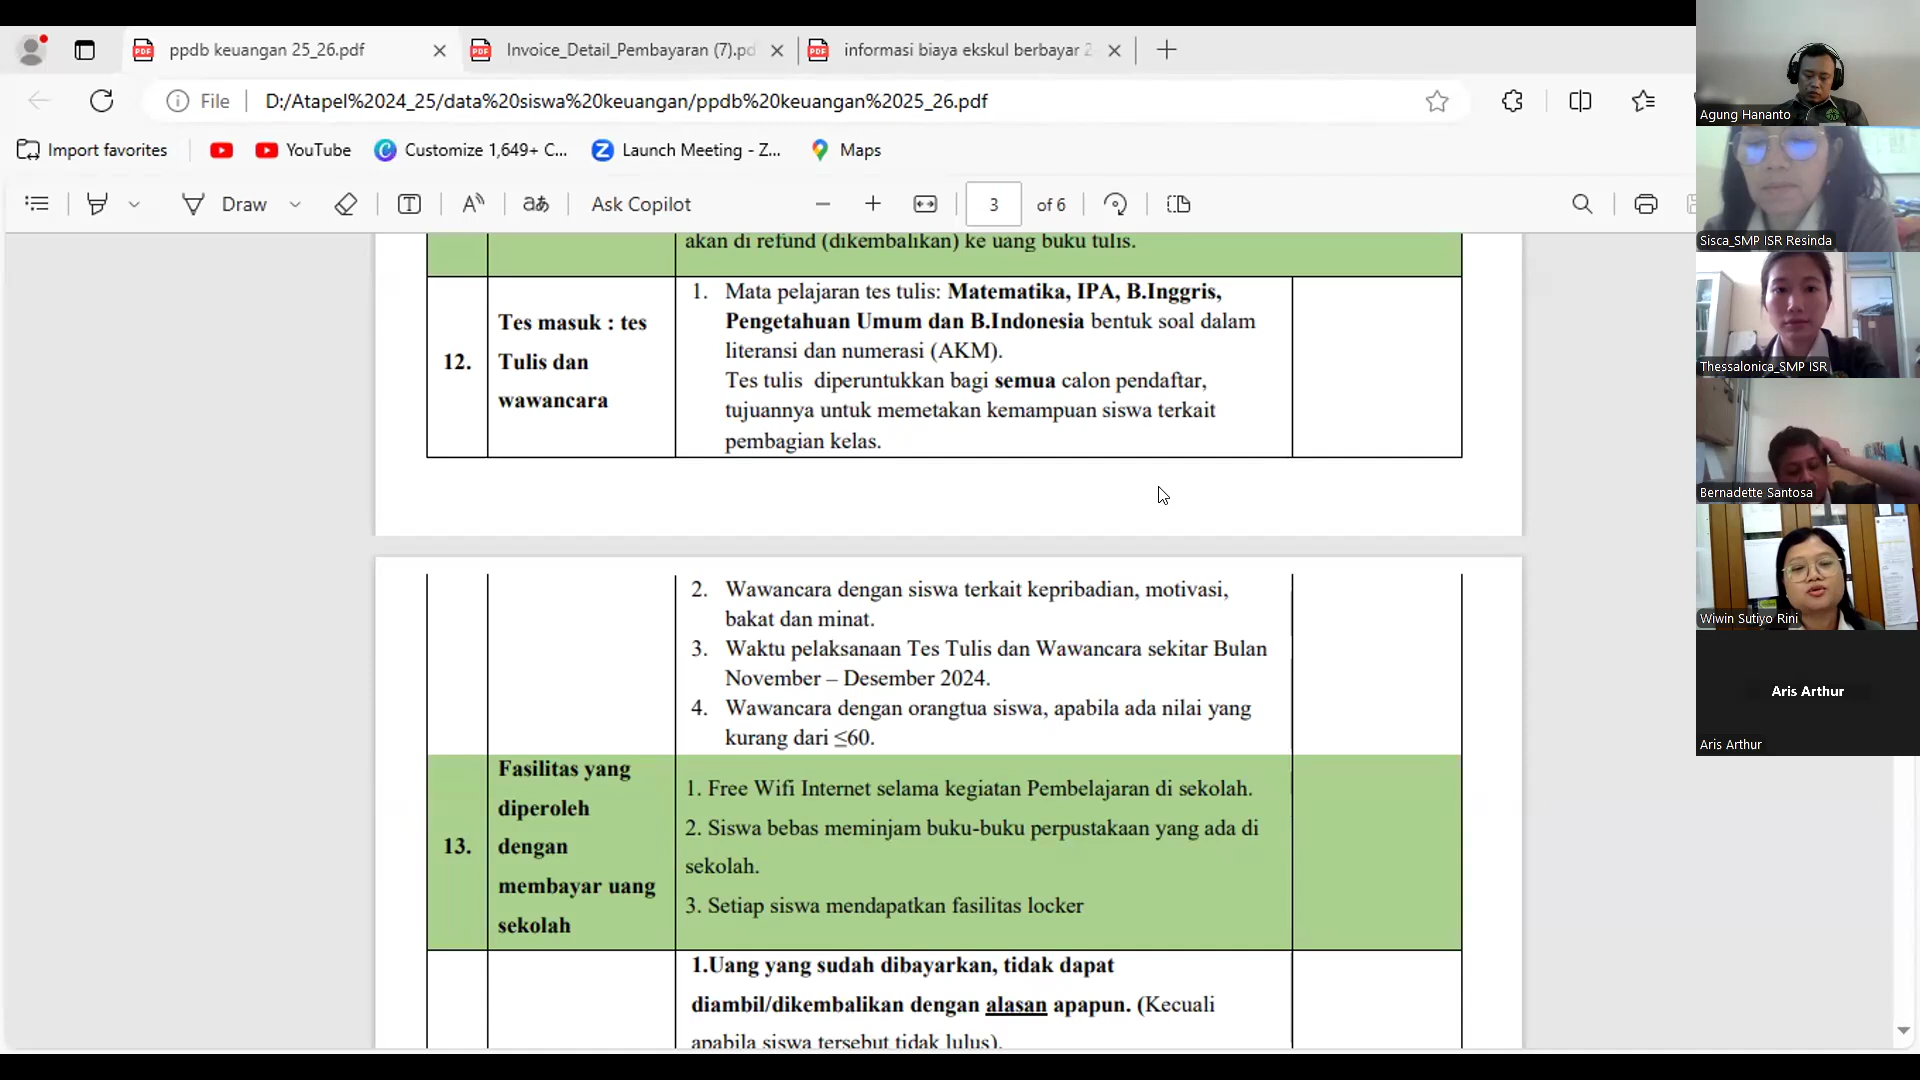 ppdb keuangan 25_26.pdf
Invoice_Detail_Pembayaran (7).pd
informasi biaya ekskul berbayar 2
File
D:/Atapel%2024_25/data%20siswa%20keuangan/ppdb%20keuangan%2025_26.pdf
Import favorites
YouTube
Customize 1,649+ C...
Launch Meeting - Z...
Maps
Draw
aあ
Ask Copilot
3
of 6
akan di refund (dikembalikan) ke uang buku tulis.
12.
Tes masuk : tes
Tulis dan
wawancara
1. Mata pelajaran tes tulis: Matematika, IPA, B.Inggris,
Pengetahuan Umum dan B.Indonesia bentuk soal dalam
literansi dan numerasi (AKM).
Tes tulis diperuntukkan bagi semua calon pendaftar,
tujuannya untuk memetakan kemampuan siswa terkait
pembagian kelas.
2. Wawancara dengan siswa terkait kepribadian, motivasi,
bakat dan minat.
3. Waktu pelaksanaan Tes Tulis dan Wawancara sekitar Bulan
November – Desember 2024.
4. Wawancara dengan orangtua siswa, apabila ada nilai yang
kurang dari ≤60.
13.
Fasilitas yang
diperoleh
dengan
membayar uang
sekolah
1. Free Wifi Internet selama kegiatan Pembelajaran di sekolah.
2. Siswa bebas meminjam buku-buku perpustakaan yang ada di
sekolah.
3. Setiap siswa mendapatkan fasilitas locker
1.Uang yang sudah dibayarkan, tidak dapat
diambil/dikembalikan dengan alasan apapun. (Kecuali
apabila siswa tersebut tidak lulus).
Agung Hananto
Sisca_SMP ISR Resinda
Thessalonica_SMP ISR
Bernadette Santosa
Wiwin Sutiyo Rini
Aris Arthur
Aris Arthur